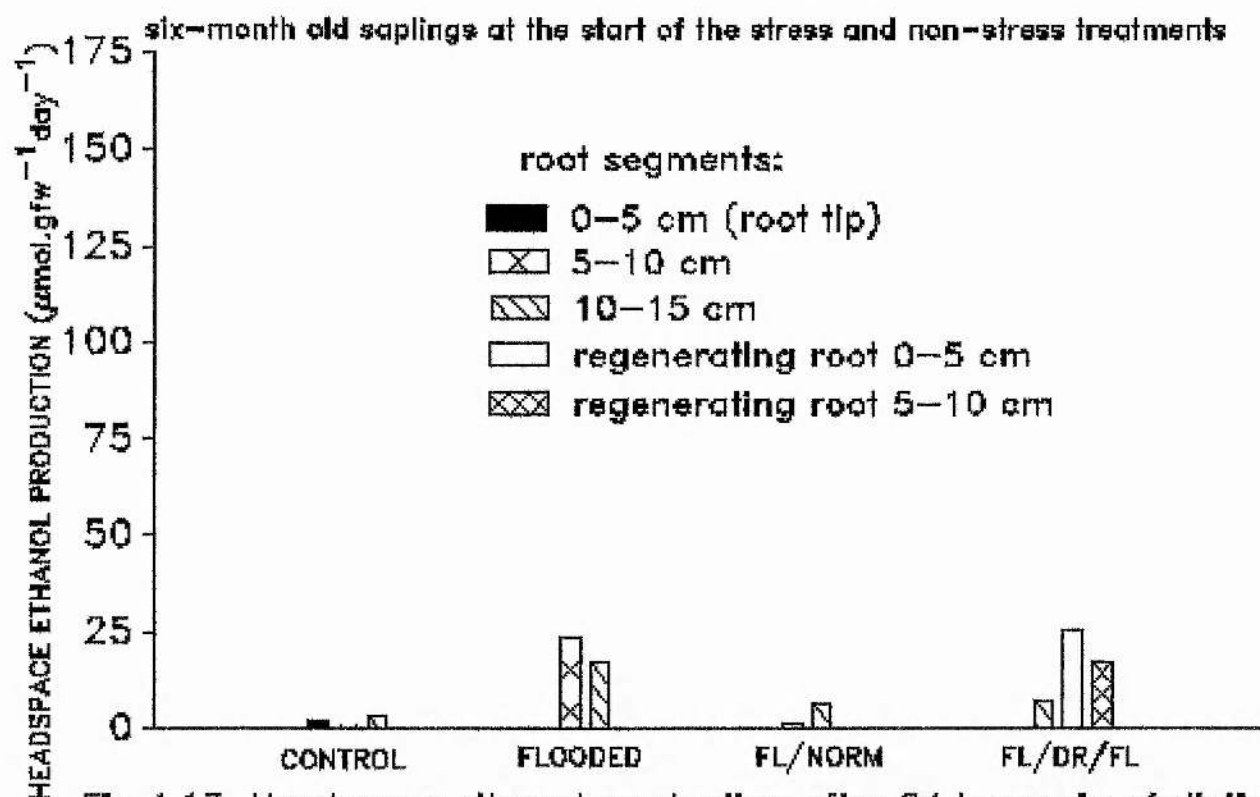 six-month old saplings at the start of the stress and non-stress treatments
HEADSPACE ETHANOL PRODUCTION (µmol.gfw⁻¹day⁻¹)
175
150
125
100
75
50
25
0
root segments:
0-5 cm (root tip)
5-10 cm
10-15 cm
regenerating root 0-5 cm
regenerating root 5-10 cm
CONTROL
FLOODED
FL/NORM
FL/DR/FL